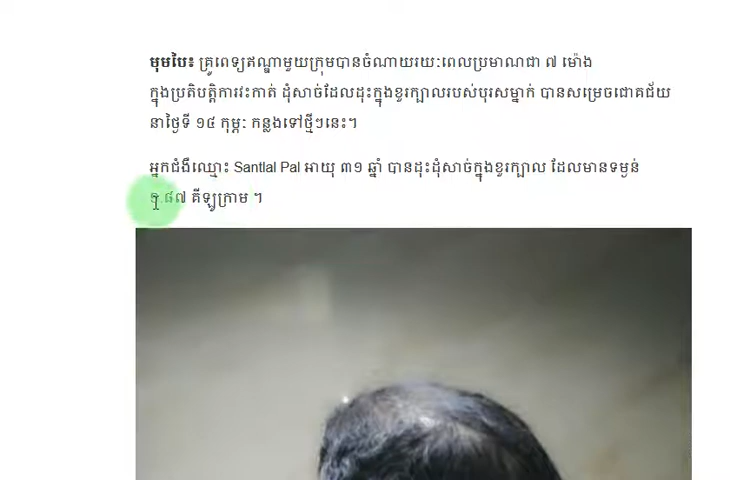 មុមបៃ៖ គ្រូពេទ្យឥណ្ឌាមួយក្រុមបានចំណាយរយៈពេលប្រមាណជា ៧ ម៉ោង
ក្នុងប្រតិបត្តិការវះកាត់ ដុំសាច់ដែលដុះក្នុងខួរក្បាលរបស់បុរសម្នាក់ បានសម្រេចជោគជ័យ
នាថ្ងៃទី ១៤ កុម្ភៈ កន្លងទៅថ្មីៗនេះ។
អ្នកជំងឺឈ្មោះ Santlal Pal អាយុ ៣១ ឆ្នាំ បានដុះដុំសាច់ក្នុងខួរក្បាល ដែលមានទម្ងន់
១.៨៧ គីឡូក្រាម ។